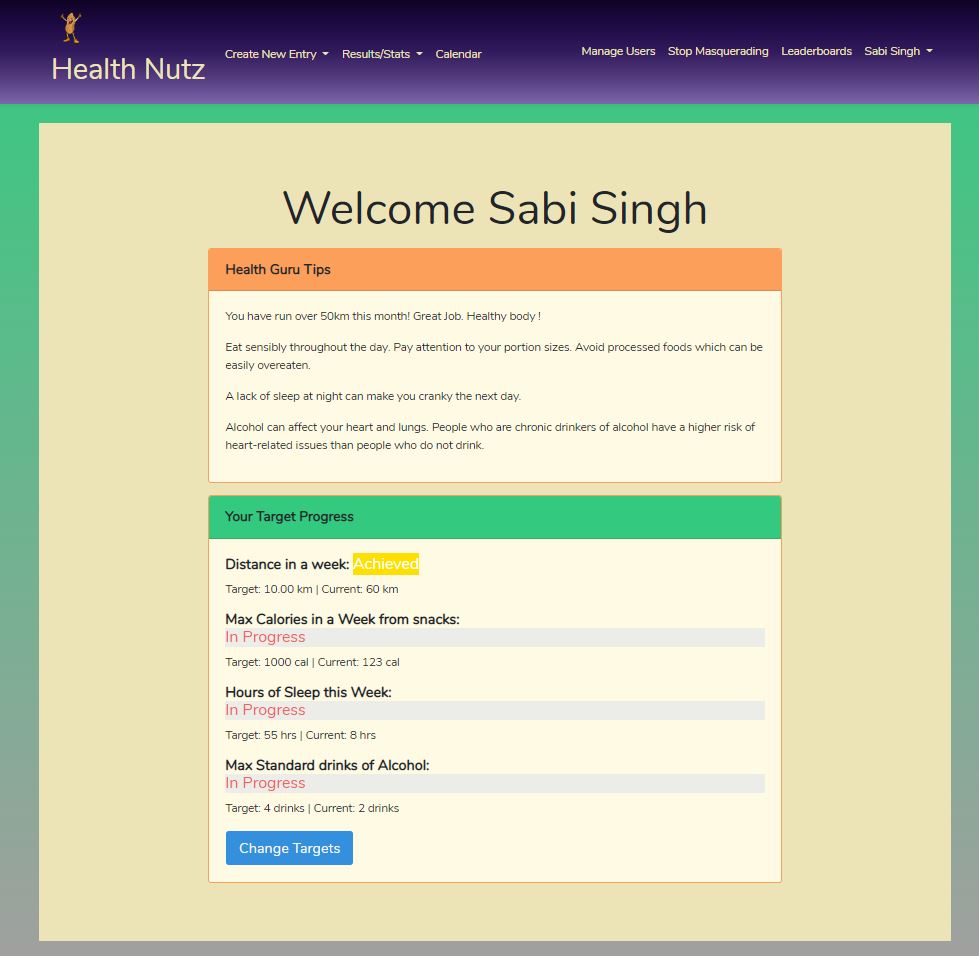 Health Nutz
Create New Entry
Results/Stats
Calendar
Manage Users
Stop Masquerading
Leaderboards
Sabi Singh
Welcome Sabi Singh
Health Guru Tips
You have run over 50km this month! Great Job. Healthy body !
Eat sensibly throughout the day. Pay attention to your portion sizes. Avoid processed foods which can be
easily overeaten.
A lack of sleep at night can make you cranky the next day.
Alcohol can affect your heart and lungs. People who are chronic drinkers of alcohol have a higher risk of
heart-related issues than people who do not drink.
Your Target Progress
Distance in a week: Achieved
Target: 10.00 km | Current: 60 km
Max Calories in a Week from snacks:
In Progress
Target: 1000 cal | Current: 123 cal
Hours of Sleep this Week:
In Progress
Target: 55 hrs | Current: 8 hrs
Max Standard drinks of Alcohol:
In Progress
Target: 4 drinks | Current: 2 drinks
Change Targets